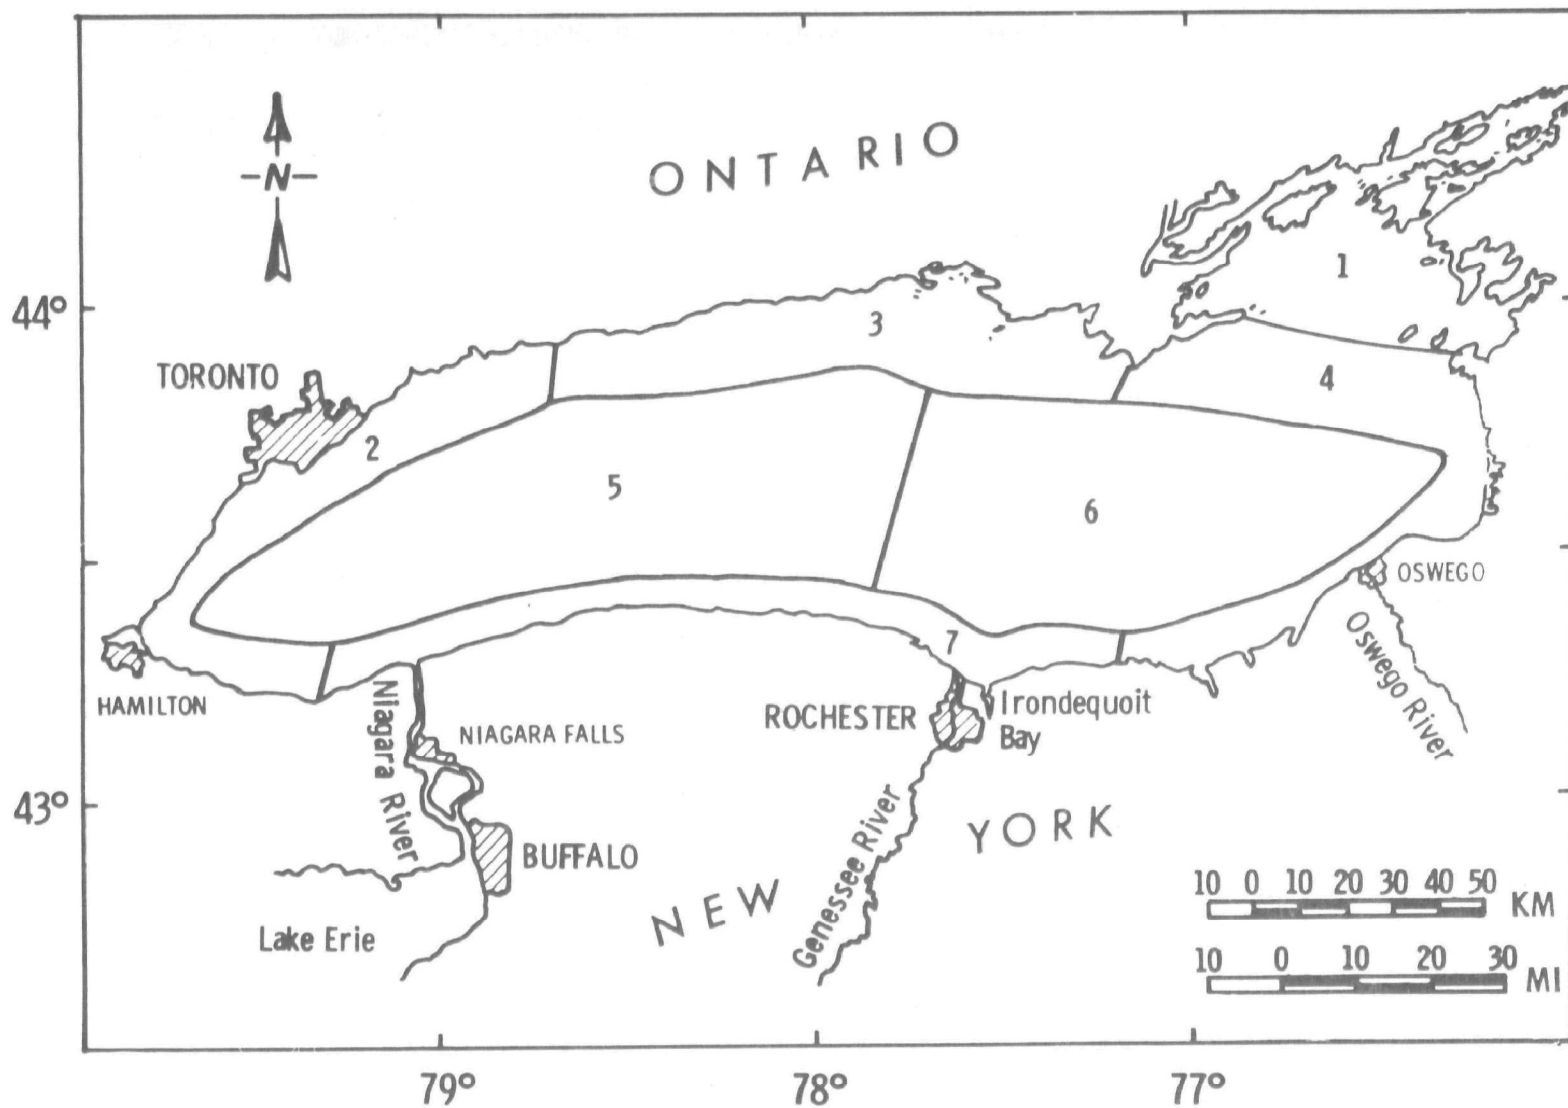 ONTARIO
N
1
44°
3
TORONTO
4
2
5
6
OSWEGO
7
Oswego River
HAMILTON
Niagara River
NIAGARA FALLS
ROCHESTER
Irondequoit
Bay
43°
YORK
BUFFALO
Genessee River
NEW
Lake Erie
10 0 10 20 30 40 50 KM
10 0 10 20 30 MI
79° 78° 77°